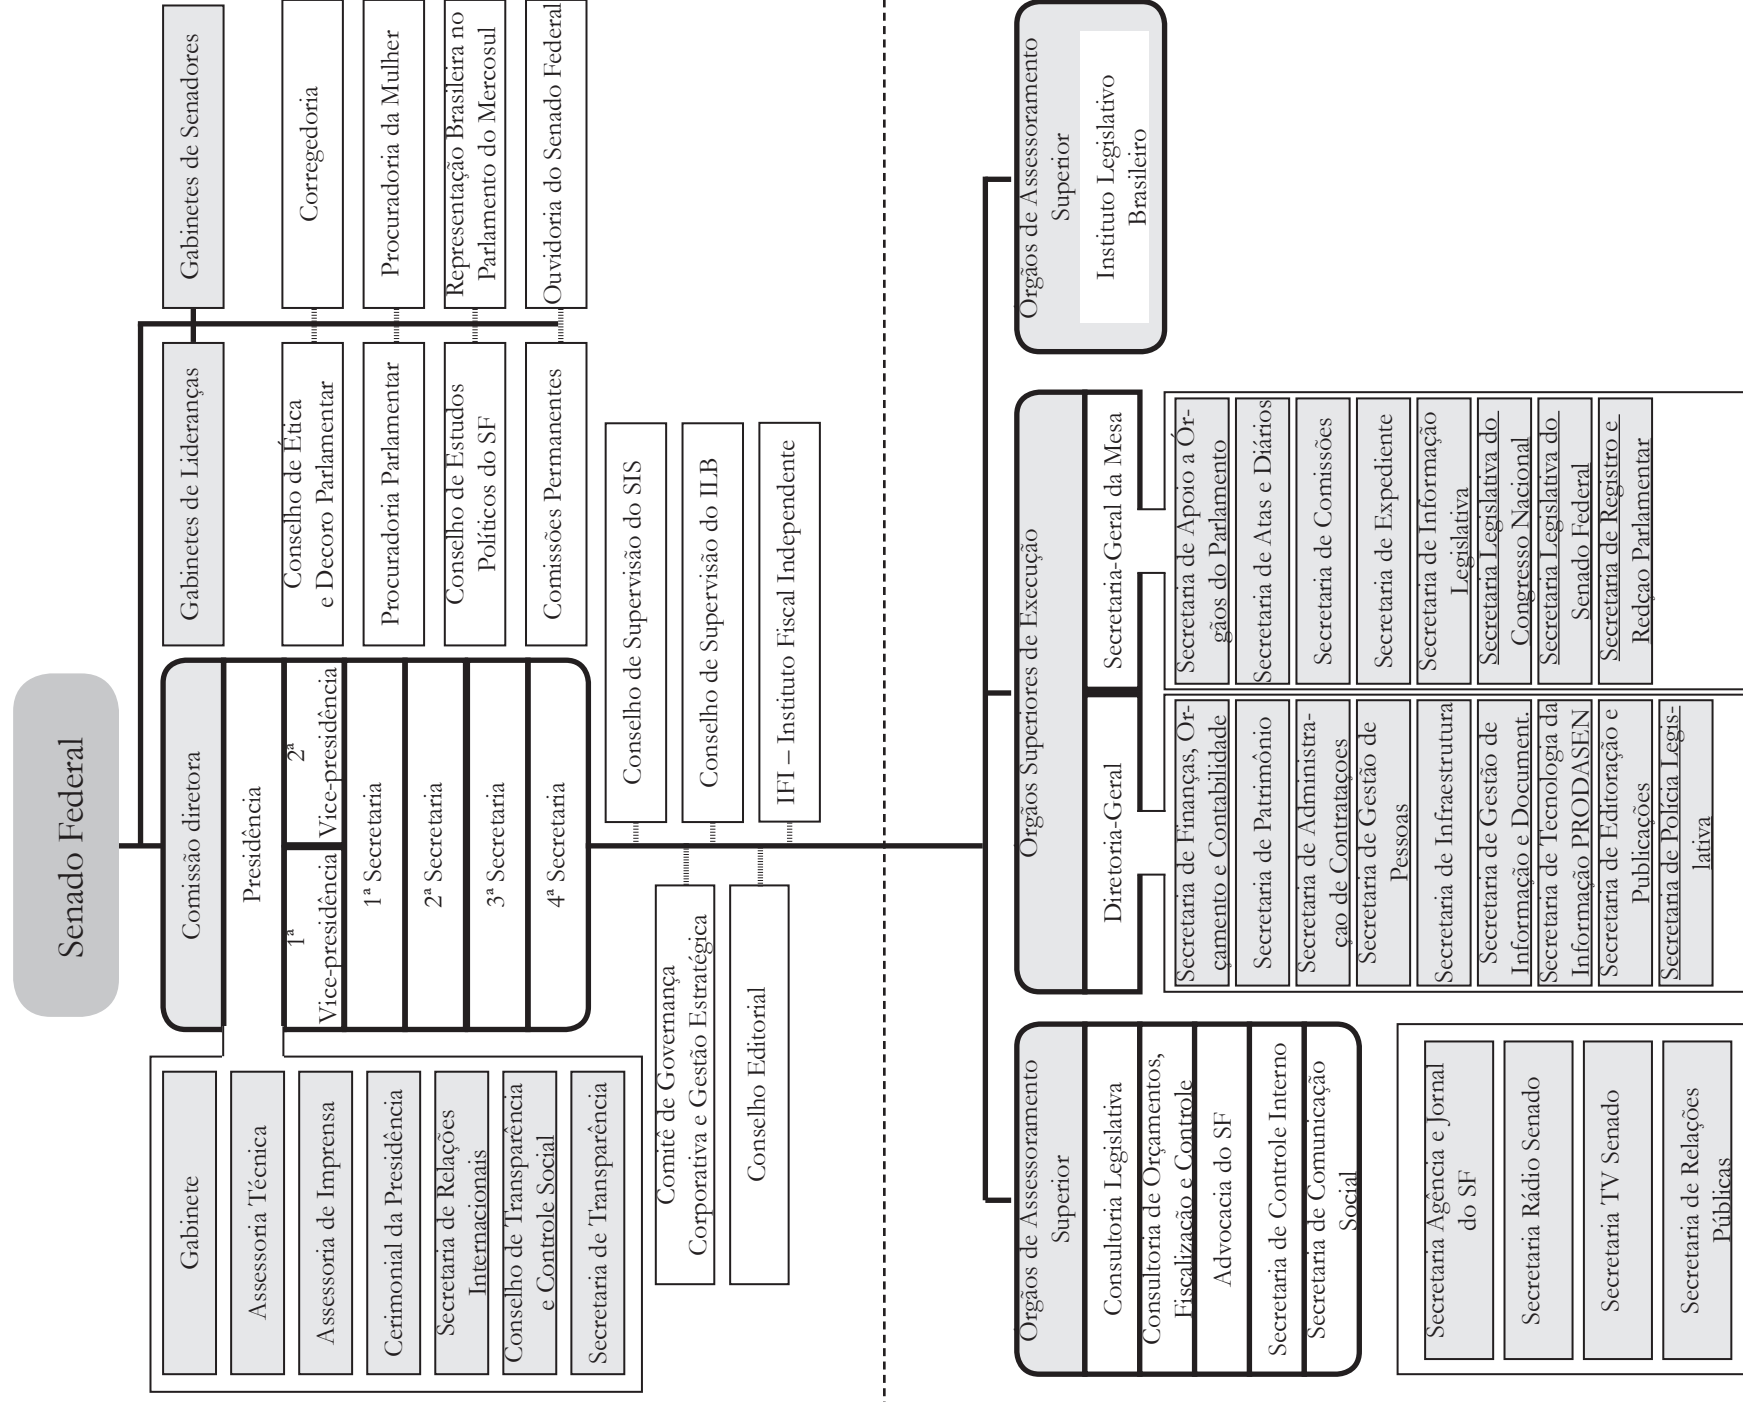 Senado Federal
Comissão diretora
Presidência
1ª
Vice-presidência
2ª
Vice-presidência
1ª Secretaria
2ª Secretaria
3ª Secretaria
4ª Secretaria
Gabinetes de Lideranças
Gabinetes de Senadores
Conselho de Ética
e Decoro Parlamentar
Corregedoria
Procuradoria Parlamentar
Procuradoria da Mulher
Conselho de Estudos
Políticos do SF
Representação Brasileira no
Parlamento do Mercosul
Comissões Permanentes
Ouvidoria do Senado Federal
Gabinete
Assessoria Técnica
Assessoria de Imprensa
Cerimonial da Presidência
Secretaria de Relações
Internacionais
Conselho de Transparência
e Controle Social
Secretaria de Transparência
Conselho de Supervisão do SIS
Comitê de Governança
Corporativa e Gestão Estratégica
Conselho de Supervisão do ILB
Conselho Editorial
IFI – Instituto Fiscal Independente
Órgãos de Assessoramento
Superior
Consultoria Legislativa
Consultoria de Orçamentos,
Fiscalização e Controle
Advocacia do SF
Secretaria de Controle Interno
Secretaria de Comunicação
Social
Secretaria Agência e Jornal
do SF
Secretaria Rádio Senado
Secretaria TV Senado
Secretaria de Relações
Públicas
Órgãos Superiores de Execução
Diretoria-Geral
Secretaria de Finanças, Or-
çamento e Contabilidade
Secretaria de Patrimônio
Secretaria de Administra-
çao de Contrataçoes
Secretaria de Gestão de
Pessoas
Secretaria de Infraestrutura
Secretaria de Gestão de
Informação e Document.
Secretaria de Tecnologia da
Informação PRODASEN
Secretaria de Editoração e
Publicações
Secretaria de Polícia Legis-
lativa
Secretaria-Geral da Mesa
Secretaria de Apoio a Ór-
gãos do Parlamento
Secretaria de Atas e Diários
Secretaria de Comissões
Secretaria de Expediente
Secretaria de Informação
Legislativa
Secretaria Legislativa do
Congresso Nacional
Secretaria Legislativa do
Senado Federal
Secretaria de Registro e
Redçao Parlamentar
Órgãos de Assessoramento
Superior
Instituto Legislativo
Brasileiro